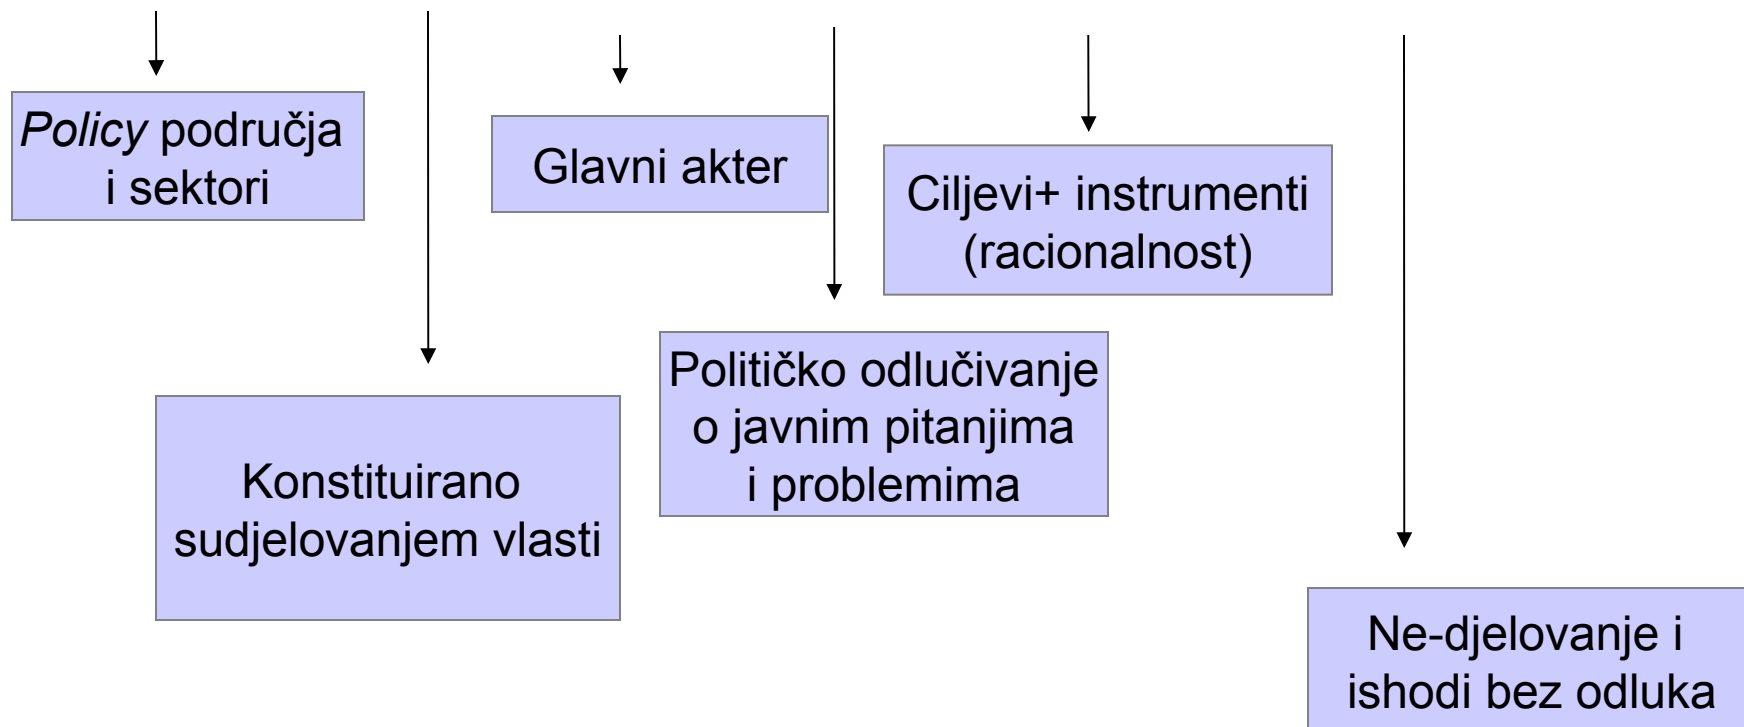 Policy područja
i sektori
Glavni akter
Ciljevi+ instrumenti
(racionalnost)
Političko odlučivanje
o javnim pitanjima
i problemima
Konstituirano
sudjelovanjem vlasti
Ne-djelovanje i
ishodi bez odluka